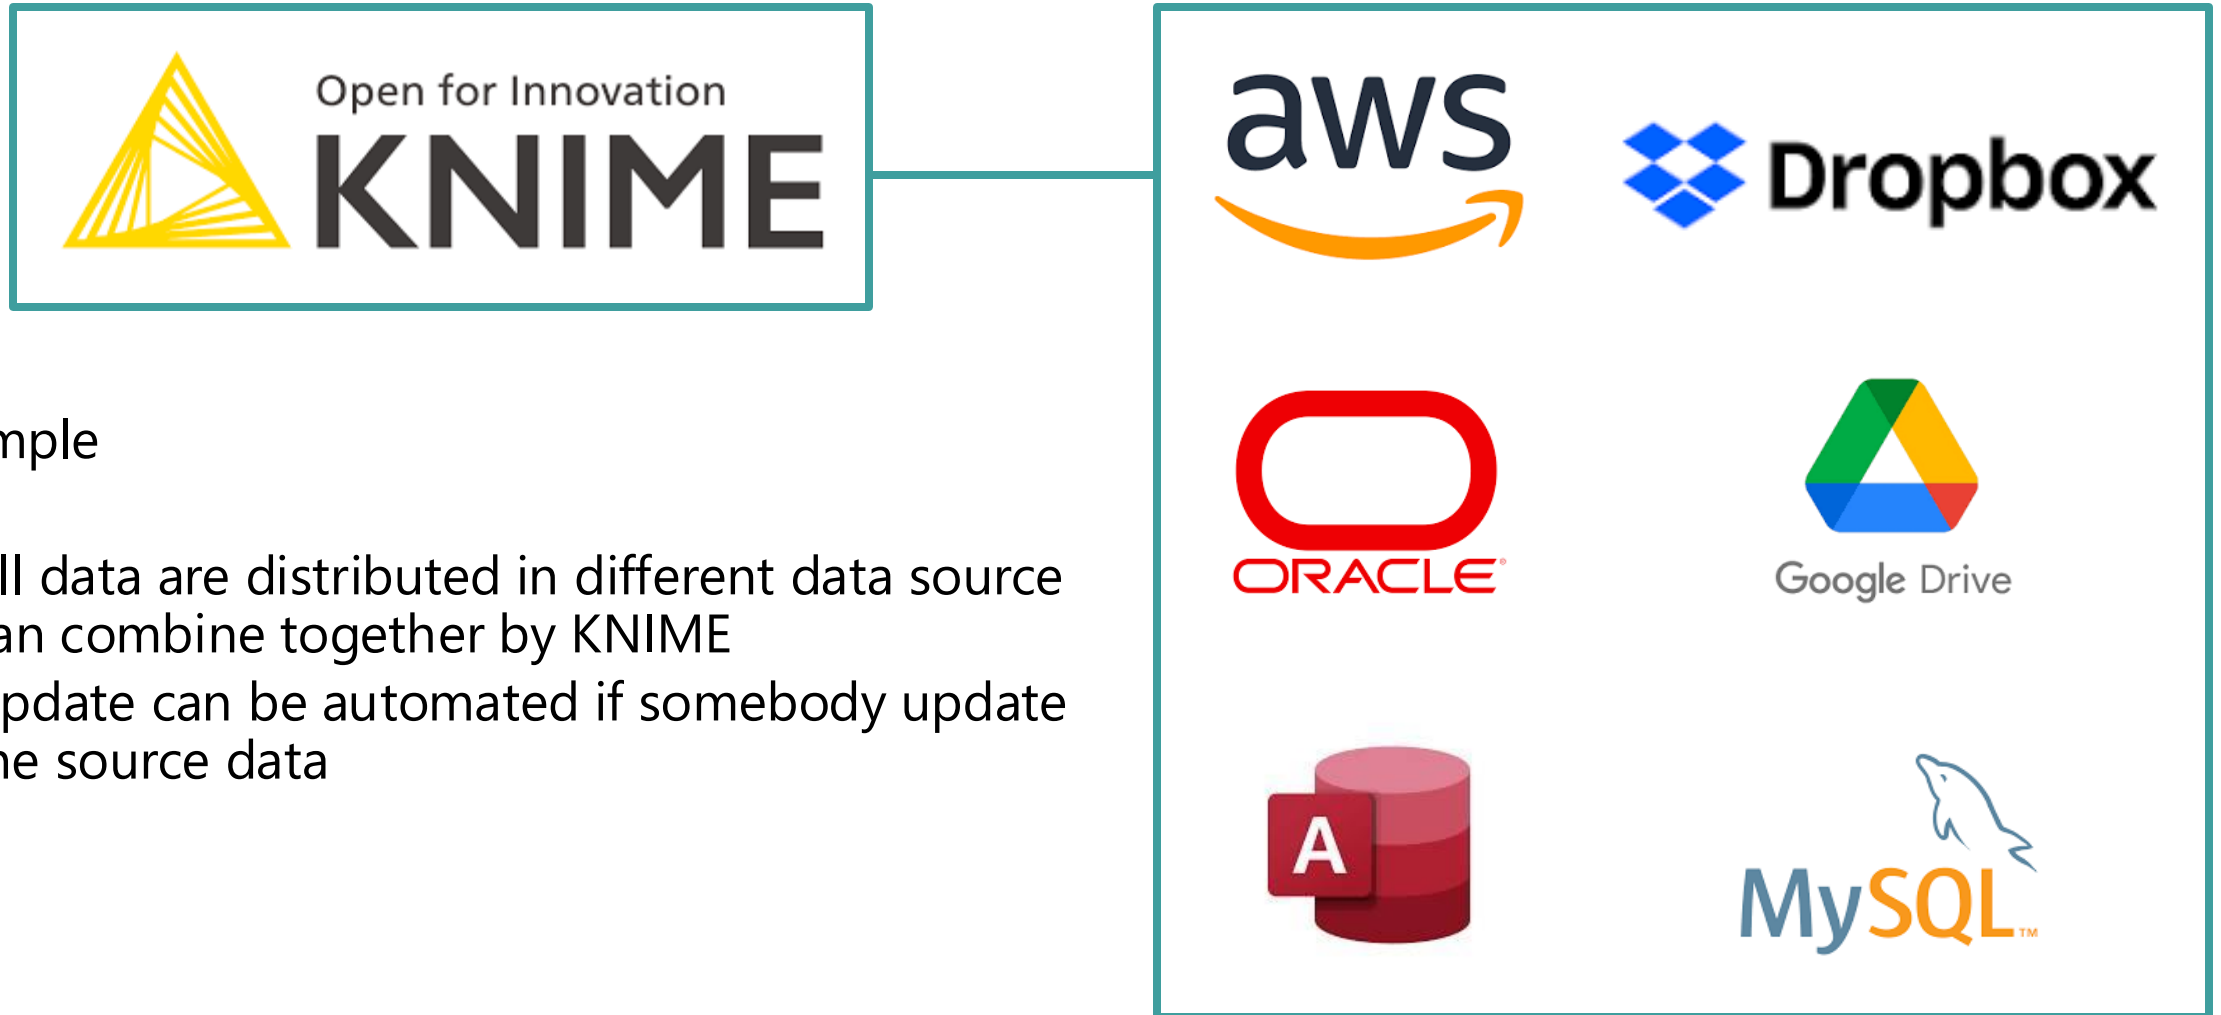 Open for Innovation
KNIME
aws
Dropbox
ORACLE®
Google Drive
A
MySQL™
mple
ll data are distributed in different data source
an combine together by KNIME
pdate can be automated if somebody update
he source data